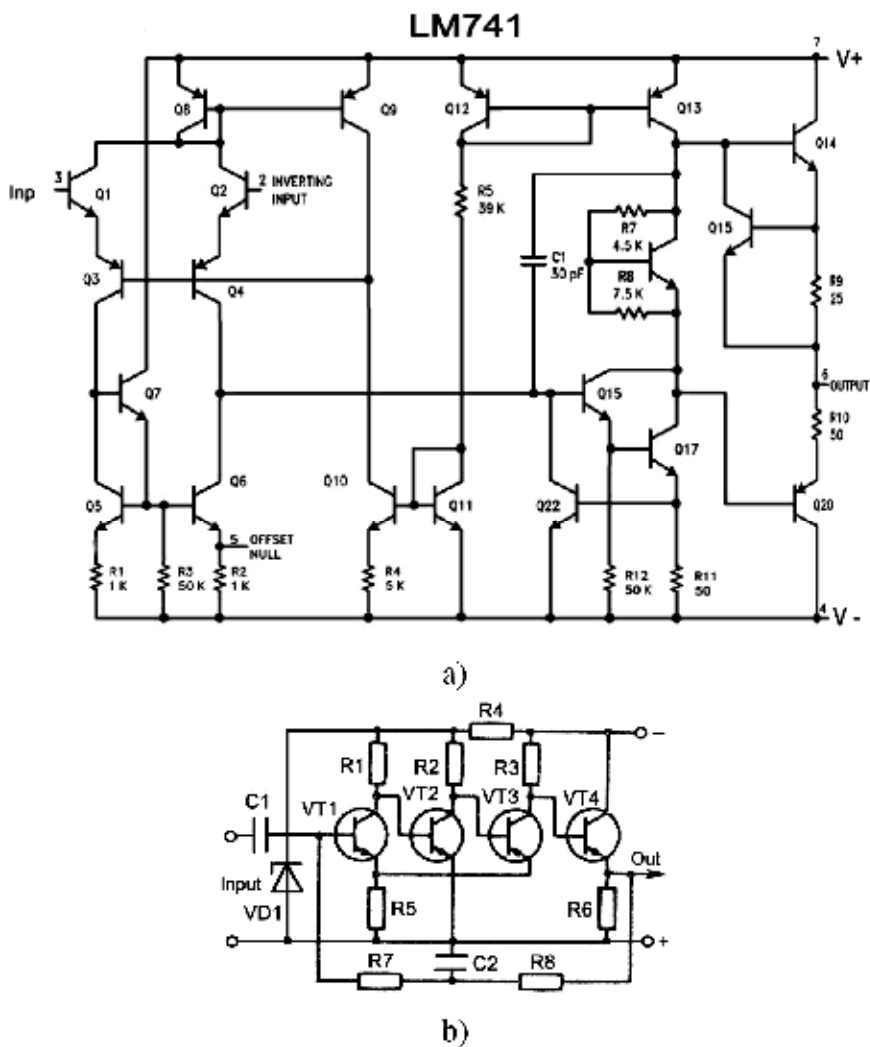 LM741
7 V+
Q8 Q9 Q12 Q13 Q14
Inp 3 Q1 Q2 2 INVERTING INPUT
R5 39 K
Q15
R7 4.5 K
C1 30 pF
R8 7.5 K
R9 25
Q3 Q4
6 OUTPUT
Q7 Q15
R10 50
Q17
Q5 Q6 Q10 Q11 Q22 Q20
5 OFFSET NULL
R1 1 K
R3 50 K
R2 1 K
R4 5 K
R12 50 K
R11 50
4 V -
a)
R4
−
R1 R2 R3
C1 VT1 VT2 VT3 VT4
Out
Input
VD1
R5 R6
+
R7 C2 R8
b)